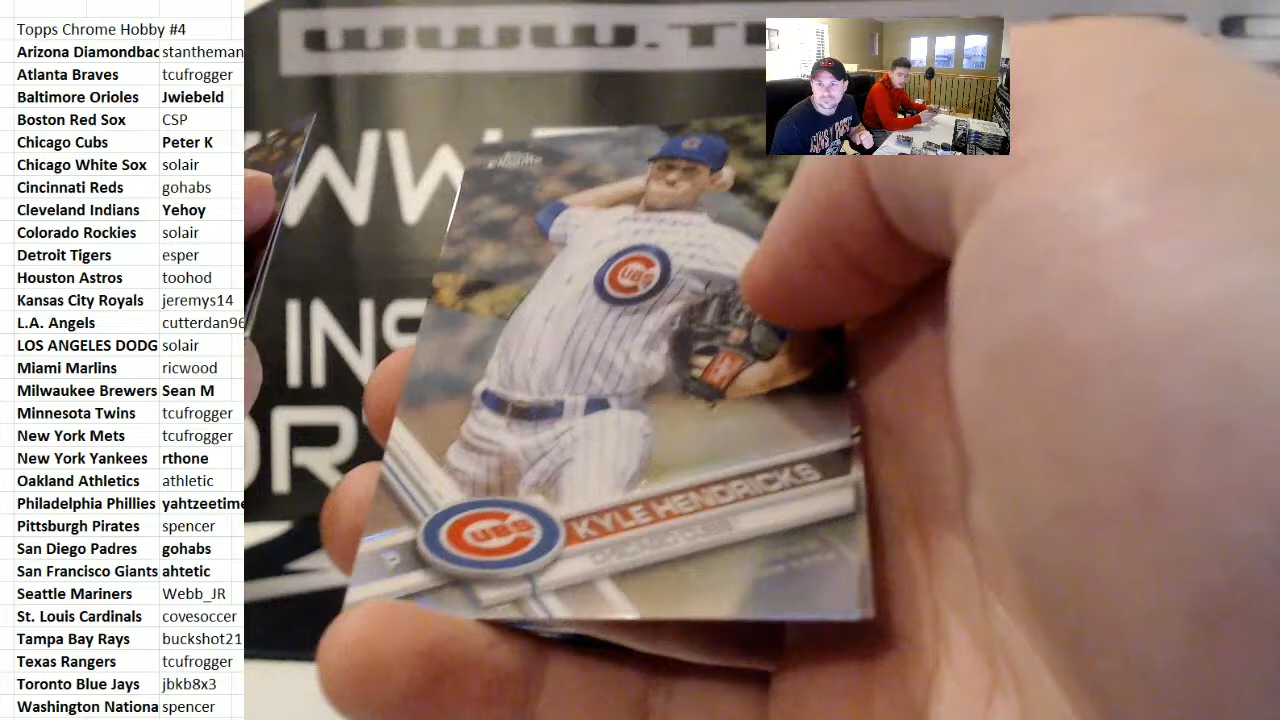 Topps Chrome Hobby #4
Arizona Diamondbac stantheman
Atlanta Braves tcufrogger
Baltimore Orioles Jwiebeld
Boston Red Sox CSP
Chicago Cubs Peter K
Chicago White Sox solair
Cincinnati Reds gohabs
Cleveland Indians Yehoy
Colorado Rockies solair
Detroit Tigers esper
Houston Astros toohod
Kansas City Royals jeremys14
L.A. Angels cutterdan96
LOS ANGELES DODG solair
Miami Marlins ricwood
Milwaukee Brewers Sean M
Minnesota Twins tcufrogger
New York Mets tcufrogger
New York Yankees rthone
Oakland Athletics athletic
Philadelphia Phillies yahtzeetime
Pittsburgh Pirates spencer
San Diego Padres gohabs
San Francisco Giants ahtetic
Seattle Mariners Webb_JR
St. Louis Cardinals covesoccer
Tampa Bay Rays buckshot21
Texas Rangers tcufrogger
Toronto Blue Jays jbkb8x3
Washington Nationa spencer
WWW.T
WW
INS
OR
CUBS
KYLE HENDRICKS
CUBS
P